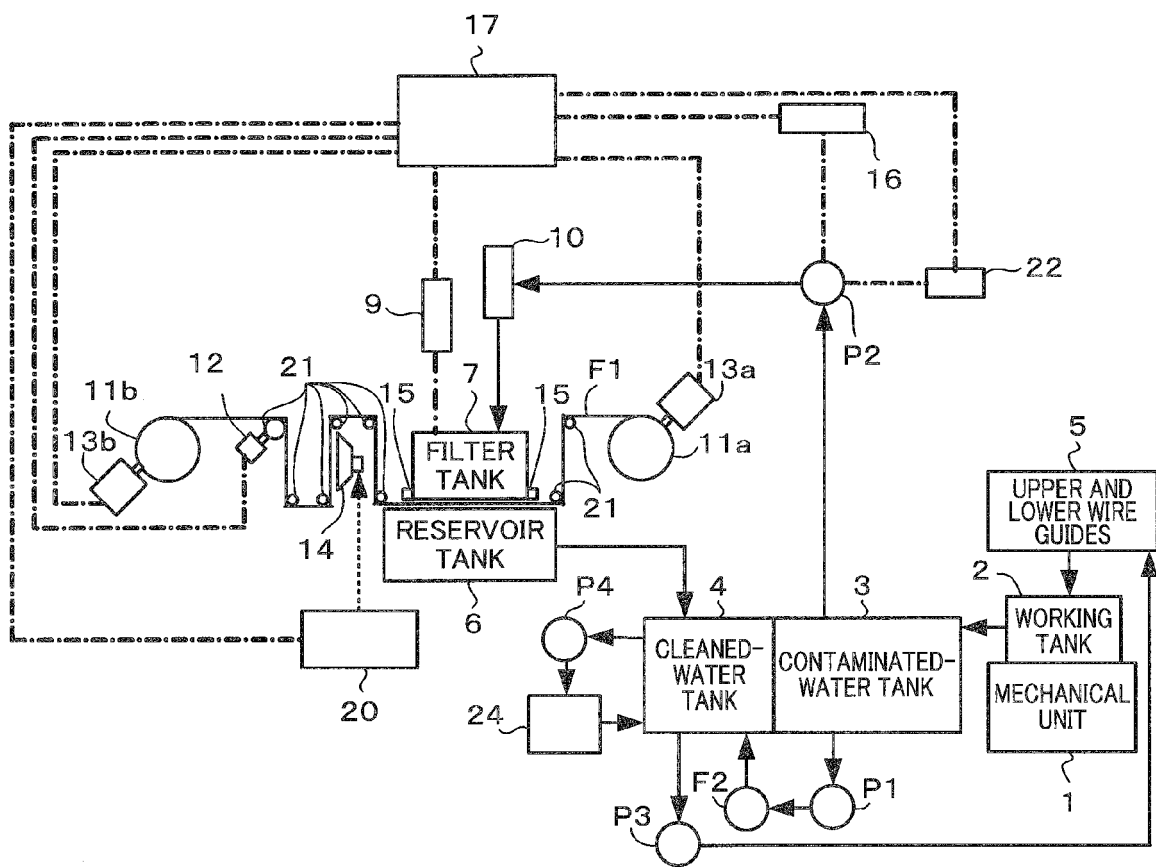 17
16
10
22
9
P2
12
21
15
7
15
F1
13a
11b
13b
FILTER
TANK
11a
5
21
UPPER AND
LOWER WIRE
GUIDES
14
RESERVOIR
TANK
6
P4
4
3
2
WORKING
TANK
CLEANED-
WATER
TANK
CONTAMINATED-
WATER TANK
MECHANICAL
UNIT
20
24
F2
P1
1
P3